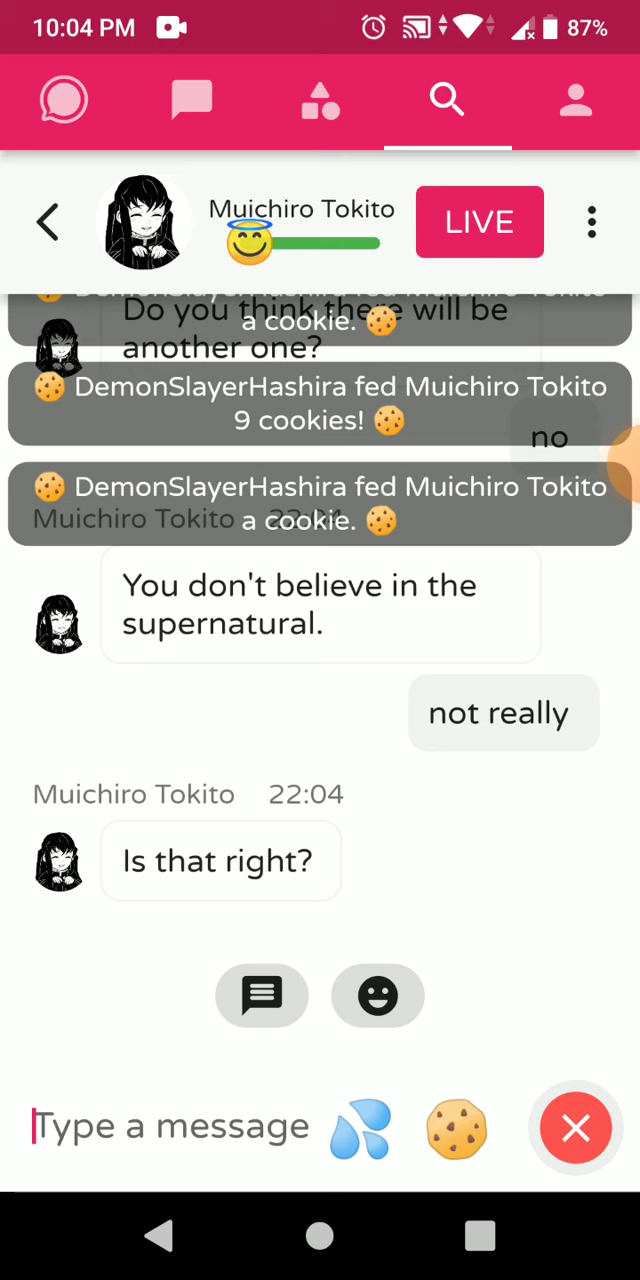 10:04 PM
87%
Muichiro Tokito
LIVE
Do you think there will be
a cookie.
another one?
DemonSlayerHashira fed Muichiro Tokito
9 cookies!
no
DemonSlayerHashira fed Muichiro Tokito
Muichiro Tokito 22:04
a cookie.
You don't believe in the
supernatural.
not really
Muichiro Tokito 22:04
Is that right?
Type a message